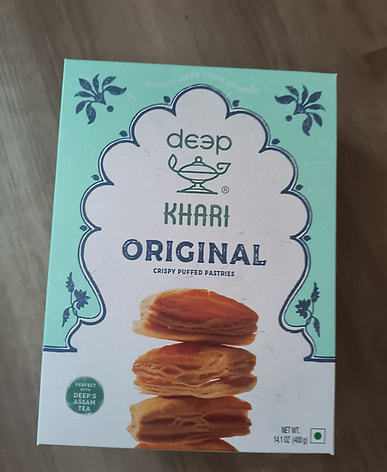 deep
®
KHARI
ORIGINAL
CRISPY PUFFED PASTRIES
PERFECT
WITH
DEEP'S
ASSAM
TEA
NET WT.
14.1 OZ (400g)